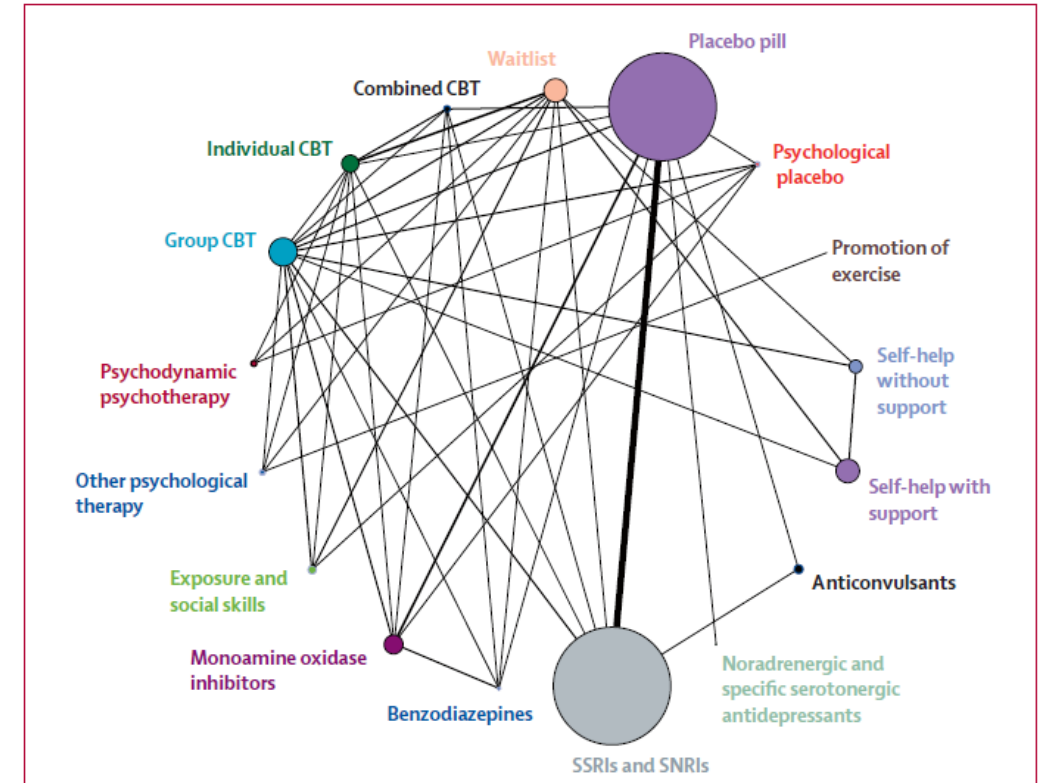 Placebo pill
Waitlist
Combined CBT
Individual CBT
Psychological
placebo
Group CBT
Promotion of
exercise
Self-help
without
support
Psychodynamic
psychotherapy
Other psychological
therapy
Self-help with
support
Exposure and
social skills
Anticonvulsants
Monoamine oxidase
inhibitors
Noradrenergic and
specific serotonergic
antidepressants
Benzodiazepines
SSRIs and SNRIs